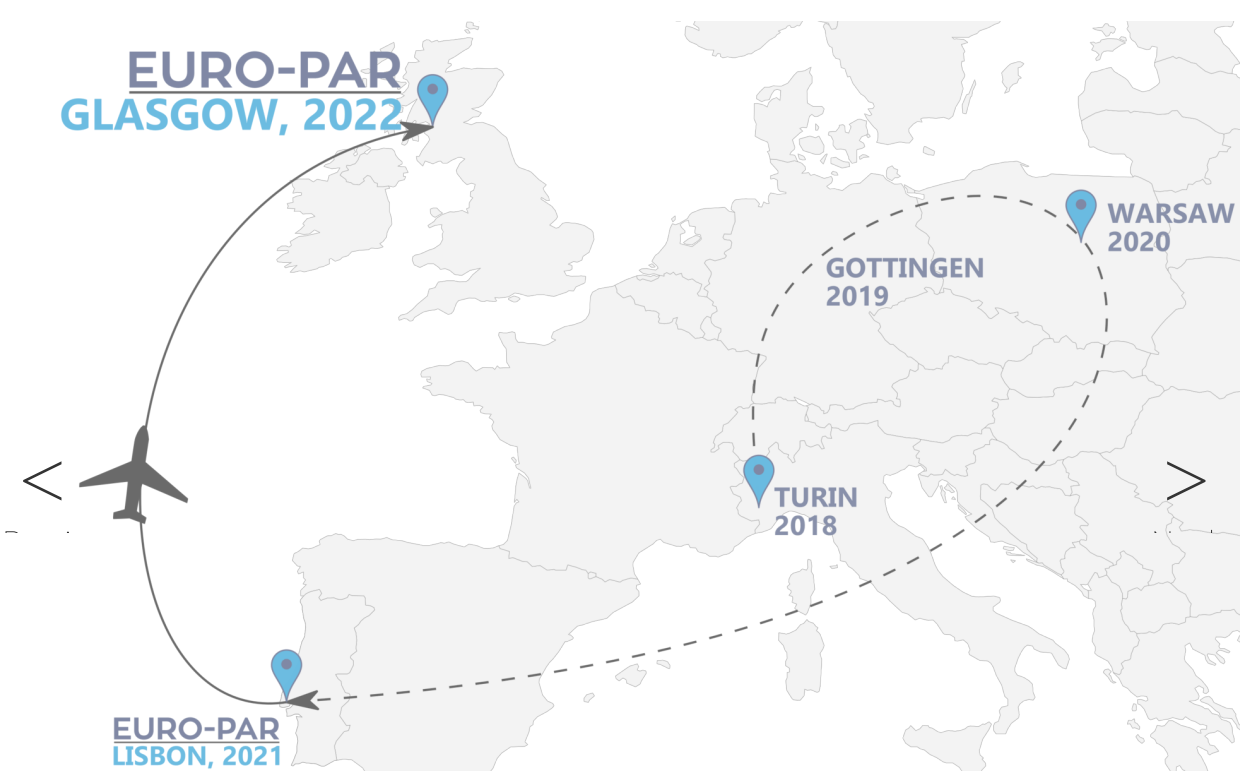 EURO-PAR
GLASGOW, 2022
WARSAW
2020
GOTTINGEN
2019
TURIN
2018
EURO-PAR
LISBON, 2021